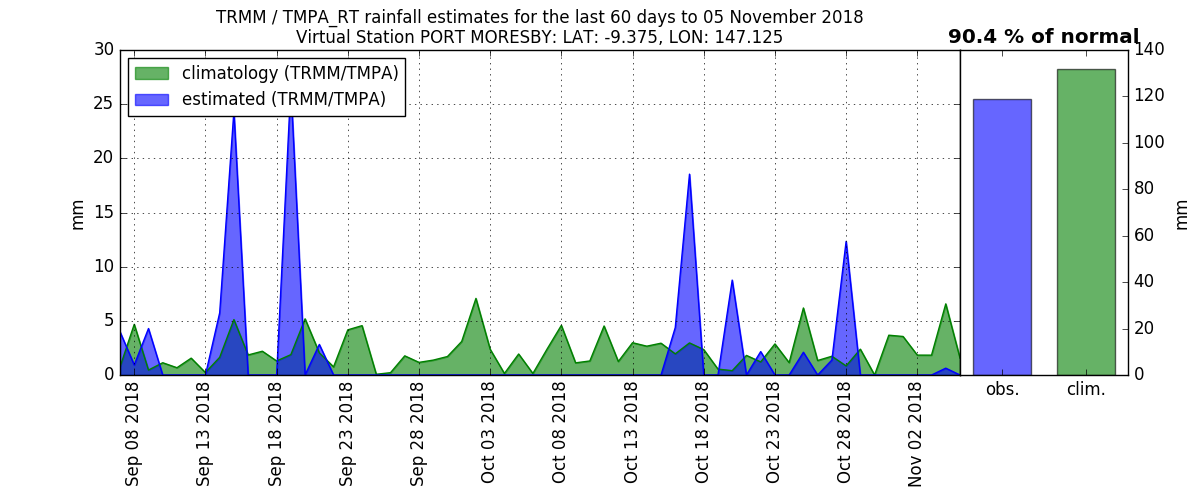 TRMM / TMPA_RT rainfall estimates for the last 60 days to 05 November 2018
Virtual Station PORT MORESBY: LAT: -9.375, LON: 147.125
90.4 % of normal
climatology (TRMM/TMPA)
estimated (TRMM/TMPA)
mm
30
25
20
15
10
5
0
Sep 08 2018
Sep 13 2018
Sep 18 2018
Sep 23 2018
Sep 28 2018
Oct 03 2018
Oct 08 2018
Oct 13 2018
Oct 18 2018
Oct 23 2018
Oct 28 2018
Nov 02 2018
obs.
clim.
140
120
100
80
60
40
20
0
mm